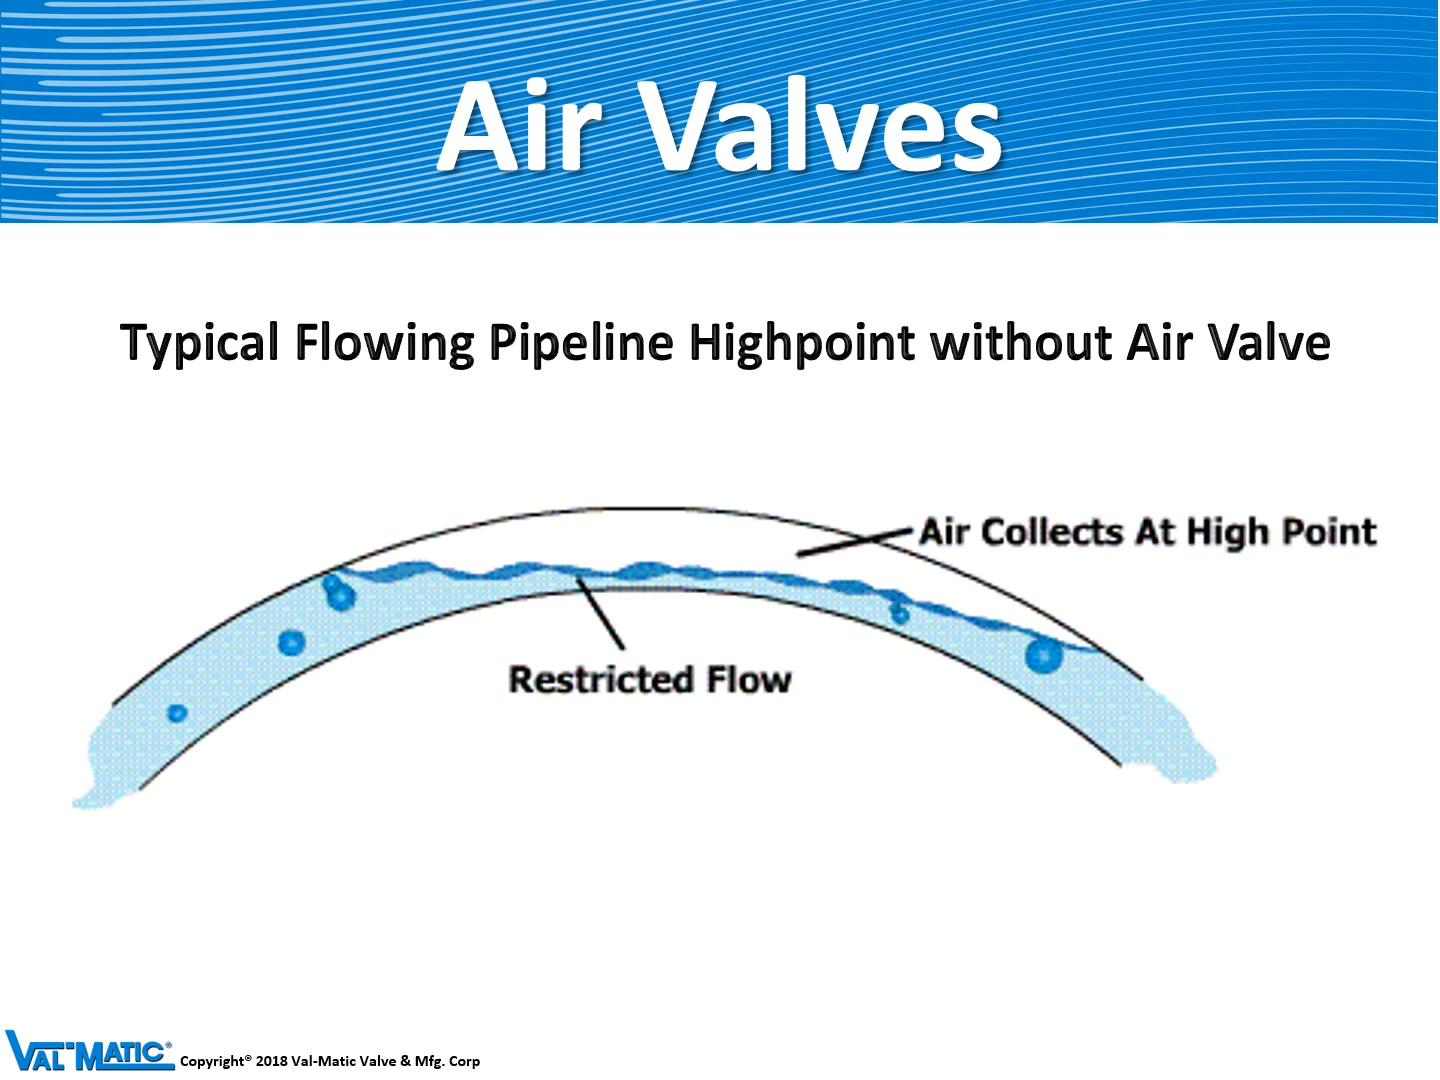 Air Valves
Typical Flowing Pipeline Highpoint without Air Valve
Air Collects At High Point
Restricted Flow
VAL-MATIC®
Copyright® 2018 Val-Matic Valve & Mfg. Corp